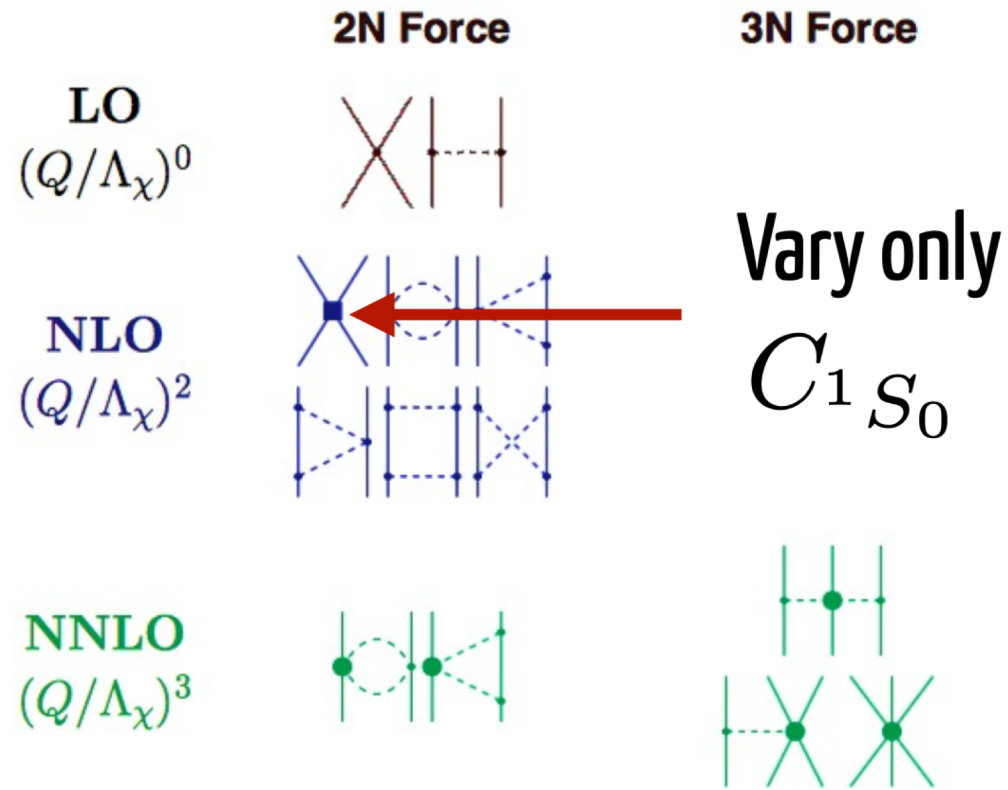 2N Force 3N Force
LO
(Q/Λχ)⁰
Vary only
C₁S₀
NLO
(Q/Λχ)²
NNLO
(Q/Λχ)³